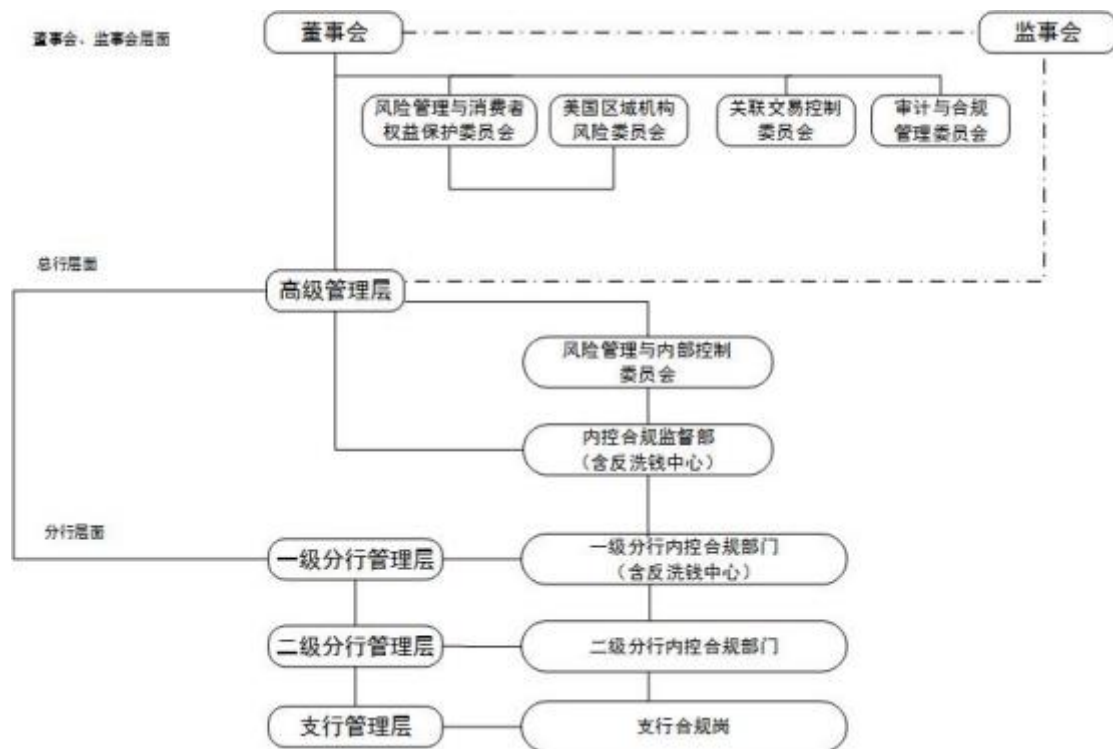 董事会、监事会层面
董事会
监事会
风险管理与消费者
权益保护委员会
美国区域机构
风险委员会
关联交易控制
委员会
审计与合规
管理委员会
总行层面
高级管理层
风险管理与内部控制
委员会
内控合规监督部
（含反洗钱中心）
分行层面
一级分行管理层
一级分行内控合规部门
（含反洗钱中心）
二级分行管理层
二级分行内控合规部门
支行管理层
支行合规岗